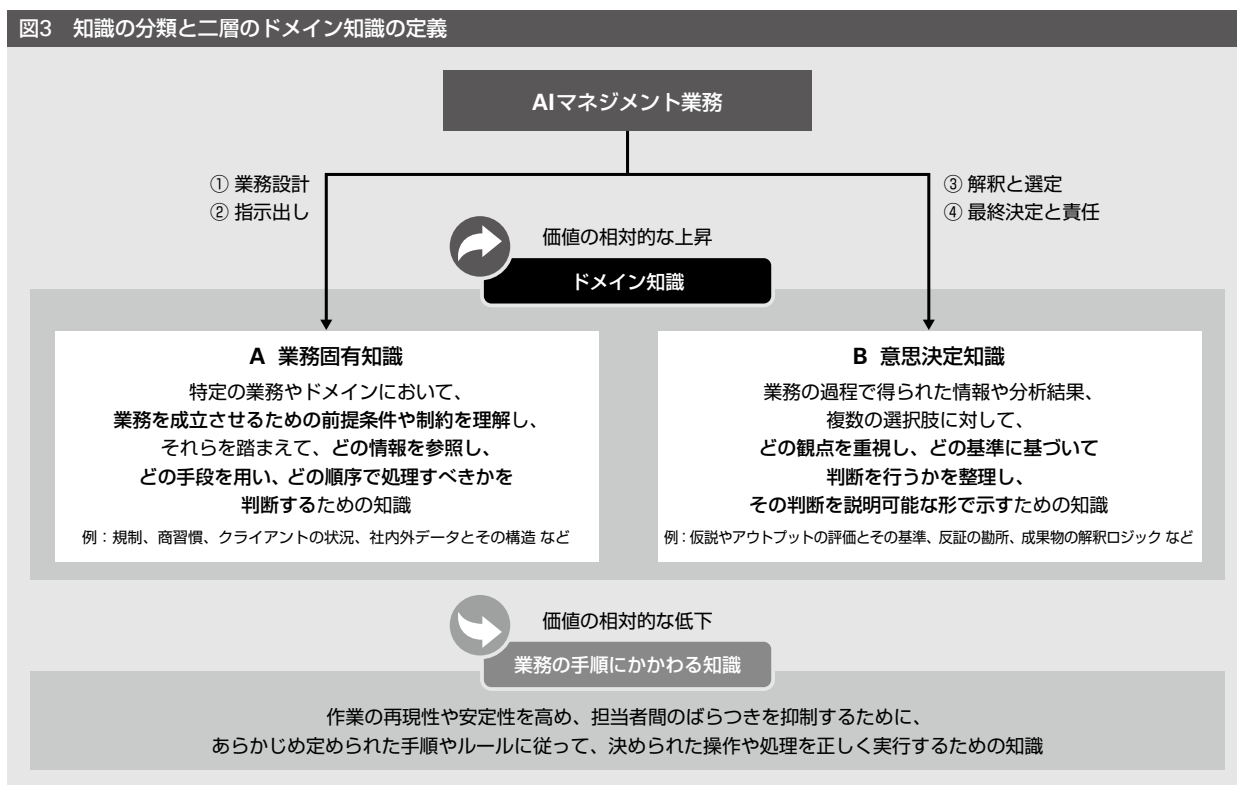 図3 知識の分類と二層のドメイン知識の定義
AIマネジメント業務
① 業務設計
② 指示出し
③ 解釈と選定
④ 最終決定と責任
価値の相対的な上昇
ドメイン知識
A 業務固有知識
特定の業務やドメインにおいて、
業務を成立させるための前提条件や制約を理解し、
それらを踏まえて、どの情報を参照し、
どの手段を用い、どの順序で処理すべきかを
判断するための知識
例：規制、商習慣、クライアントの状況、社内外データとその構造 など
B 意思決定知識
業務の過程で得られた情報や分析結果、
複数の選択肢に対して、
どの観点を重視し、どの基準に基づいて
判断を行うかを整理し、
その判断を説明可能な形で示すための知識
例：仮説やアウトプットの評価とその基準、反証の勘所、成果物の解釈ロジック など
価値の相対的な低下
業務の手順にかかわる知識
作業の再現性や安定性を高め、担当者間のばらつきを抑制するために、
あらかじめ定められた手順やルールに従って、決められた操作や処理を正しく実行するための知識